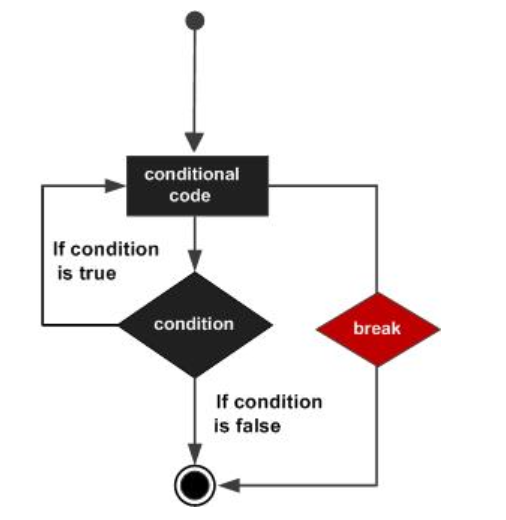 conditional
code
If condition
is true
condition
break
If condition
is false